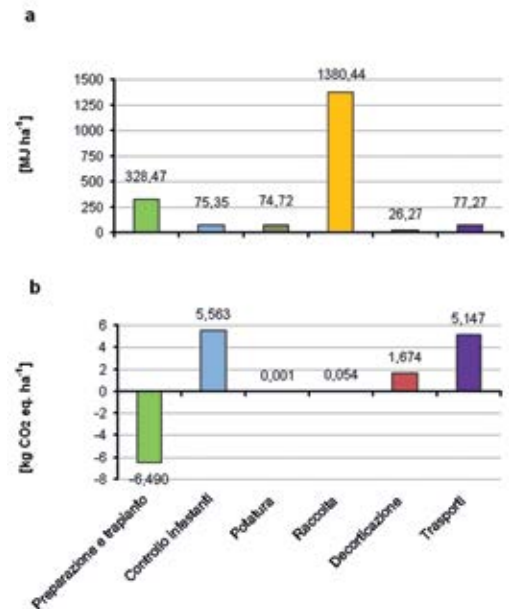 a
[MJ ha-1]
1500
1250
1000
750
500
250
0
328,47
75,35
74,72
1380,44
26,27
77,27
b
[kg CO2 eq. ha-1]
6
4
2
0
-2
-4
-6
-8
-6,490
5,563
0,001
0,054
1,674
5,147
Preparazione e trapianto
Controllo infestanti
Potatura
Raccolta
Decorticazione
Trasporti